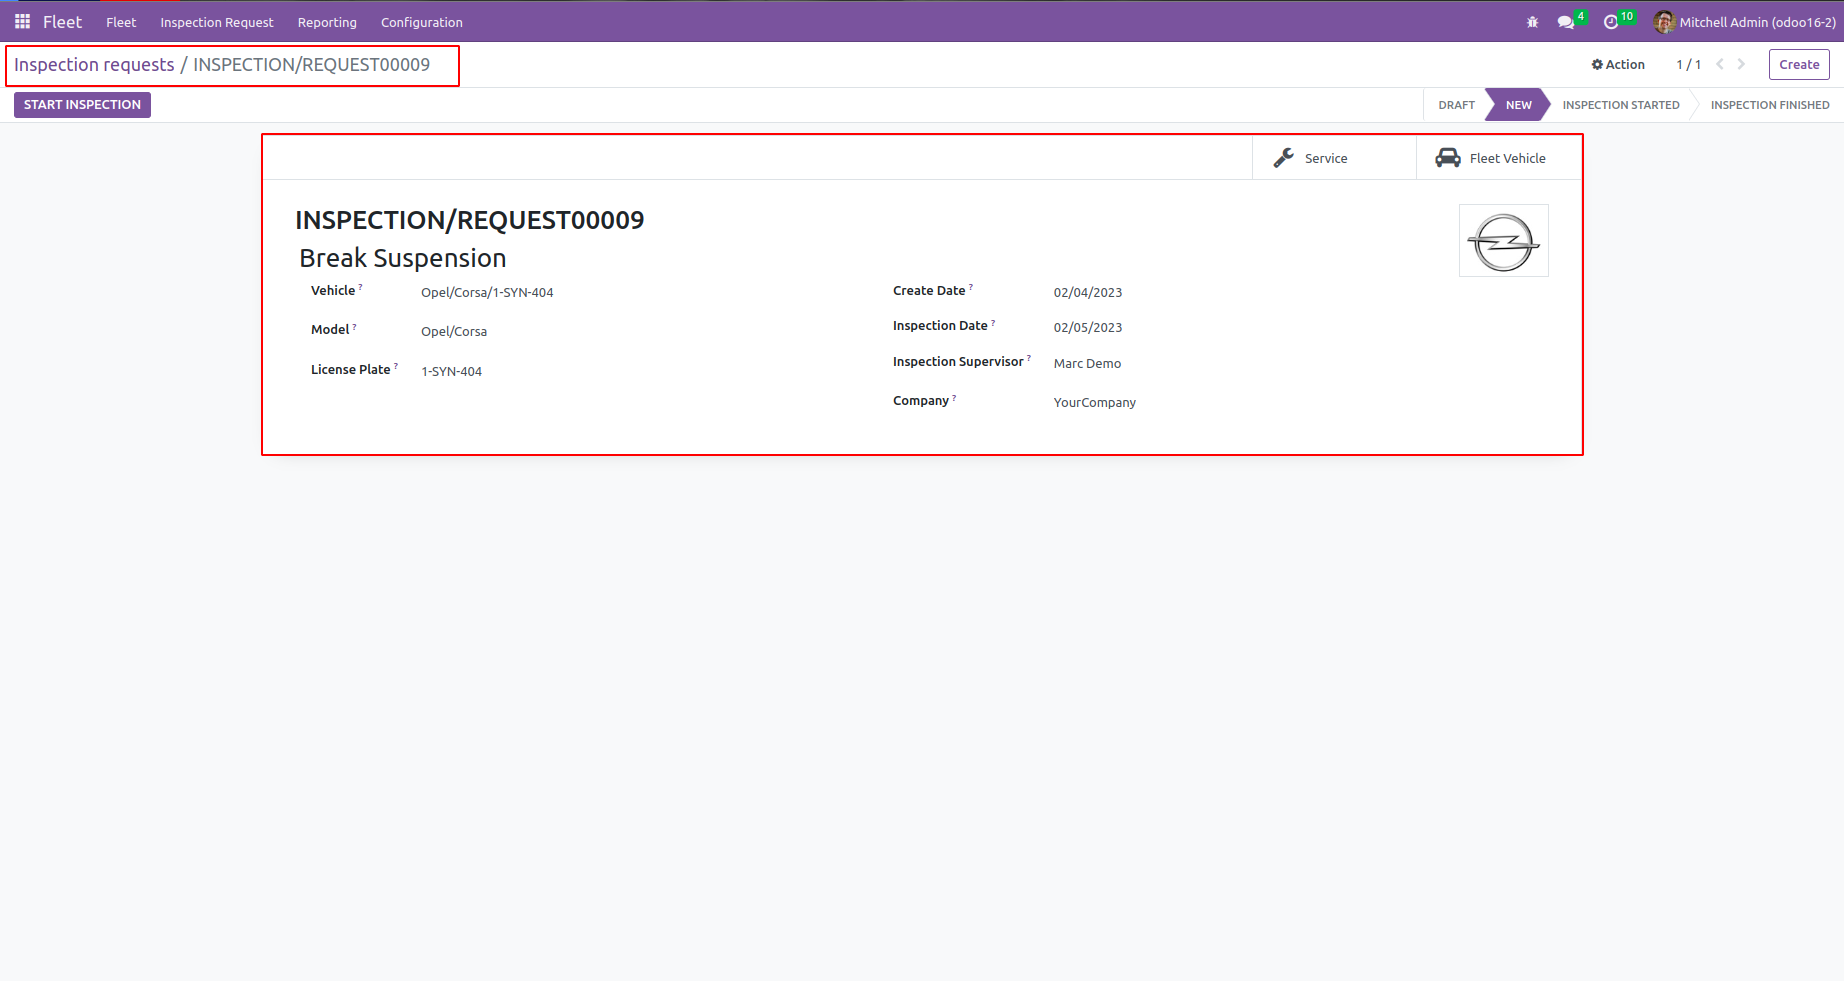 Fleet Fleet Inspection Request Reporting Configuration 4 10 Mitchell Admin (odoo16-2)
Inspection requests / INSPECTION/REQUEST00009 Action 1 / 1 Create
START INSPECTION DRAFT NEW INSPECTION STARTED INSPECTION FINISHED
Service Fleet Vehicle
INSPECTION/REQUEST00009
Break Suspension
Vehicle ? Opel/Corsa/1-SYN-404 Create Date ? 02/04/2023
Model ? Opel/Corsa Inspection Date ? 02/05/2023
License Plate ? 1-SYN-404 Inspection Supervisor ? Marc Demo
Company ? YourCompany